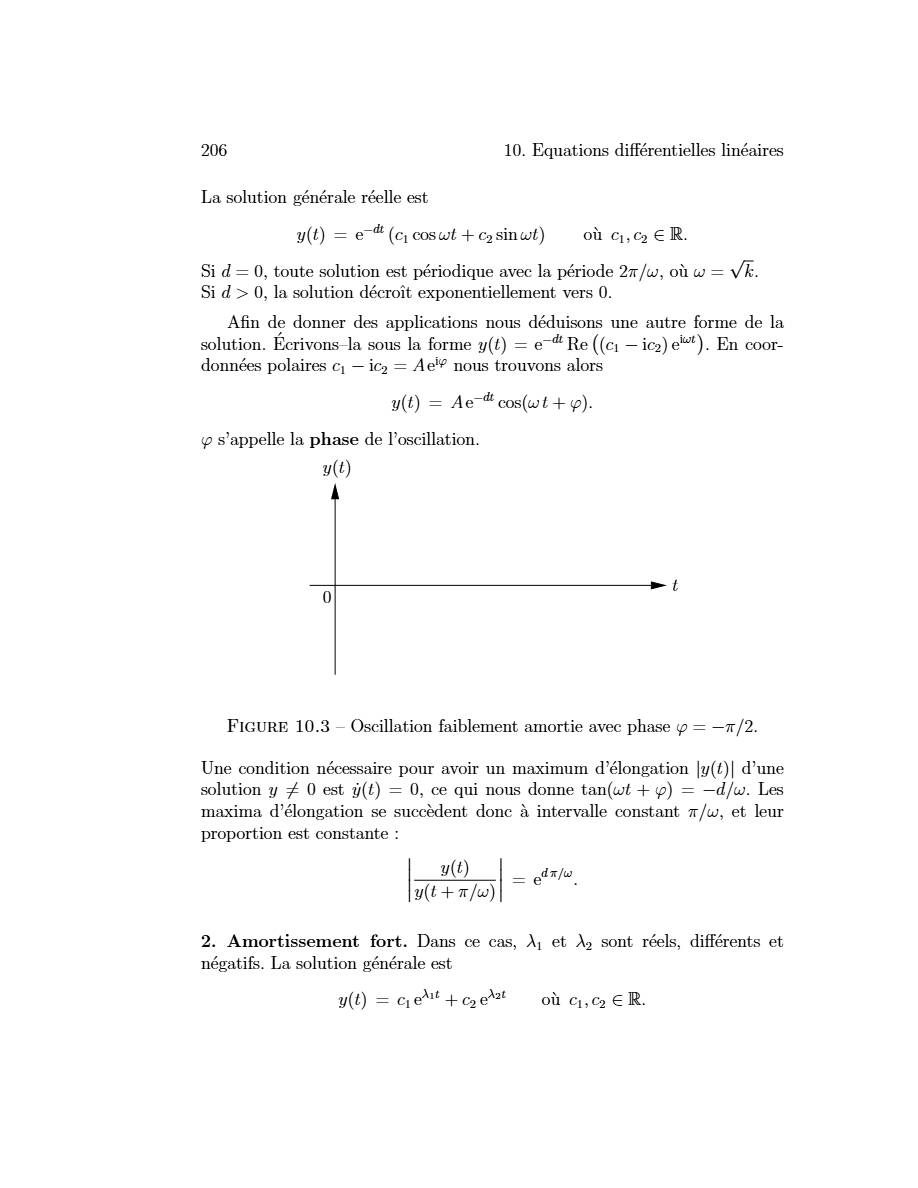 206 10. Equations différentielles linéaires
La solution générale réelle est
y(t) = e^{−dt} (c₁ cos ωt + c₂ sin ωt) où c₁, c₂ ∈ ℝ.
Si d = 0, toute solution est périodique avec la période 2π/ω, où ω = √k.
Si d > 0, la solution décroît exponentiellement vers 0.
Afin de donner des applications nous déduisons une autre forme de la
solution. Écrivons–la sous la forme y(t) = e^{−dt} Re ((c₁ − ic₂) e^{iωt}). En coor-
données polaires c₁ − ic₂ = A e^{iφ} nous trouvons alors
y(t) = A e^{−dt} cos(ω t + φ).
φ s'appelle la phase de l'oscillation.
y(t)
t
0
Figure 10.3 – Oscillation faiblement amortie avec phase φ = −π/2.
Une condition nécessaire pour avoir un maximum d'élongation |y(t)| d'une
solution y ≠ 0 est ẏ(t) = 0, ce qui nous donne tan(ωt + φ) = −d/ω. Les
maxima d'élongation se succèdent donc à intervalle constant π/ω, et leur
proportion est constante :
| y(t) / y(t + π/ω) | = e^{d π/ω}.
2. Amortissement fort. Dans ce cas, λ₁ et λ₂ sont réels, différents et
négatifs. La solution générale est
y(t) = c₁ e^{λ₁t} + c₂ e^{λ₂t} où c₁, c₂ ∈ ℝ.